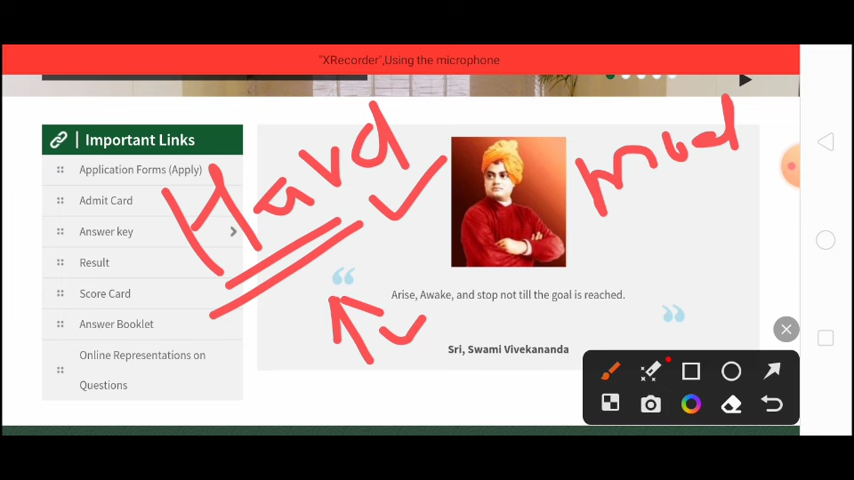 "XRecorder",Using the microphone
Important Links
Application Forms (Apply)
Admit Card
Answer key
Result
Score Card
Answer Booklet
Online Representations on
Questions
Hard
“
Arise, Awake, and stop not till the goal is reached.
”
Sri, Swami Vivekananda